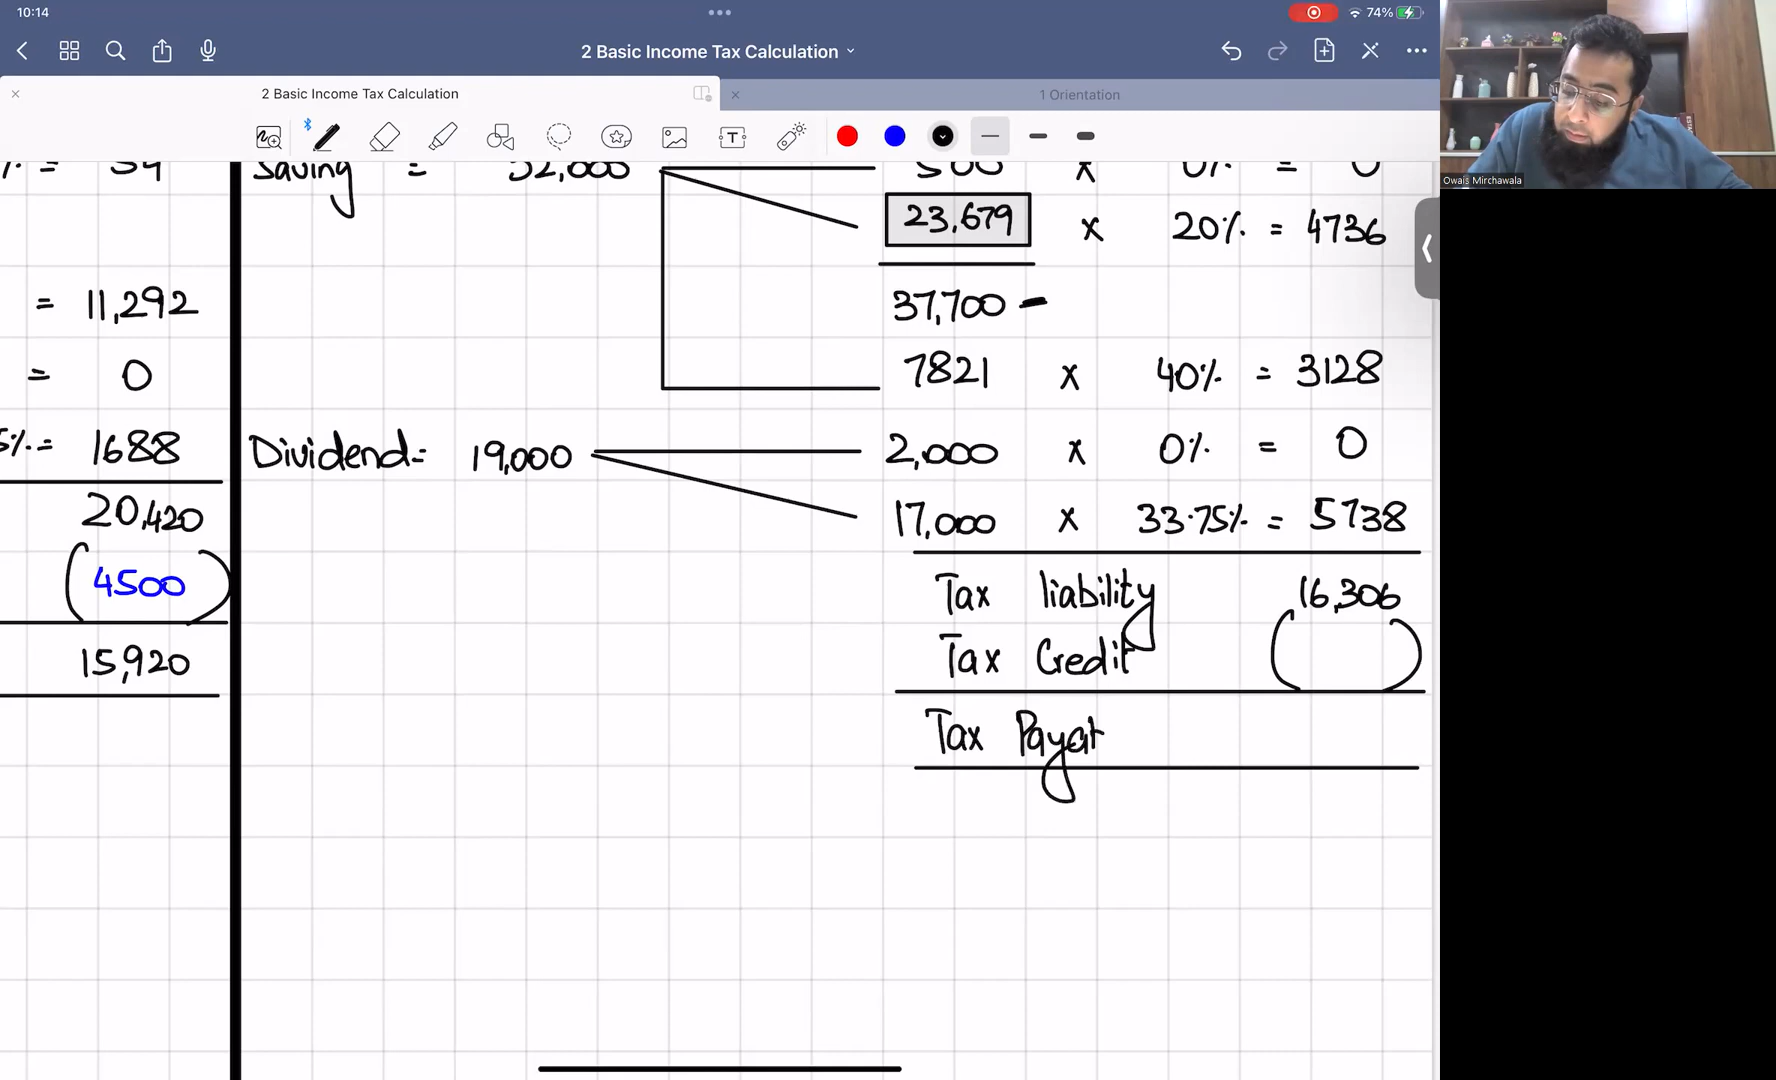 10:14
74%
2 Basic Income Tax Calculation
2 Basic Income Tax Calculation
1 Orientation
Owais Mirchawala
% = 54
Saving = 32,000
500 x 0% = 0
23,679 x 20% = 4736
37,700 -
7821 x 40% = 3128
Dividend = 19,000
2,000 x 0% = 0
17,000 x 33.75% = 5738
Tax liability 16,306
Tax Credit ( )
Tax Payat
= 11,292
= 0
5% = 1688
20,420
(4500)
15,920